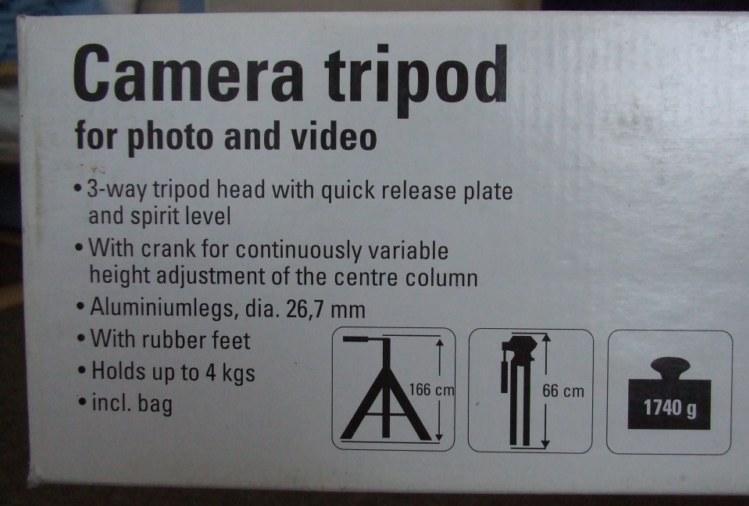 Camera tripod
for photo and video
• 3-way tripod head with quick release plate
and spirit level
• With crank for continuously variable
height adjustment of the centre column
• Aluminiumlegs, dia. 26,7 mm
• With rubber feet
• Holds up to 4 kgs
• incl. bag
166 cm
66 cm
1740 g